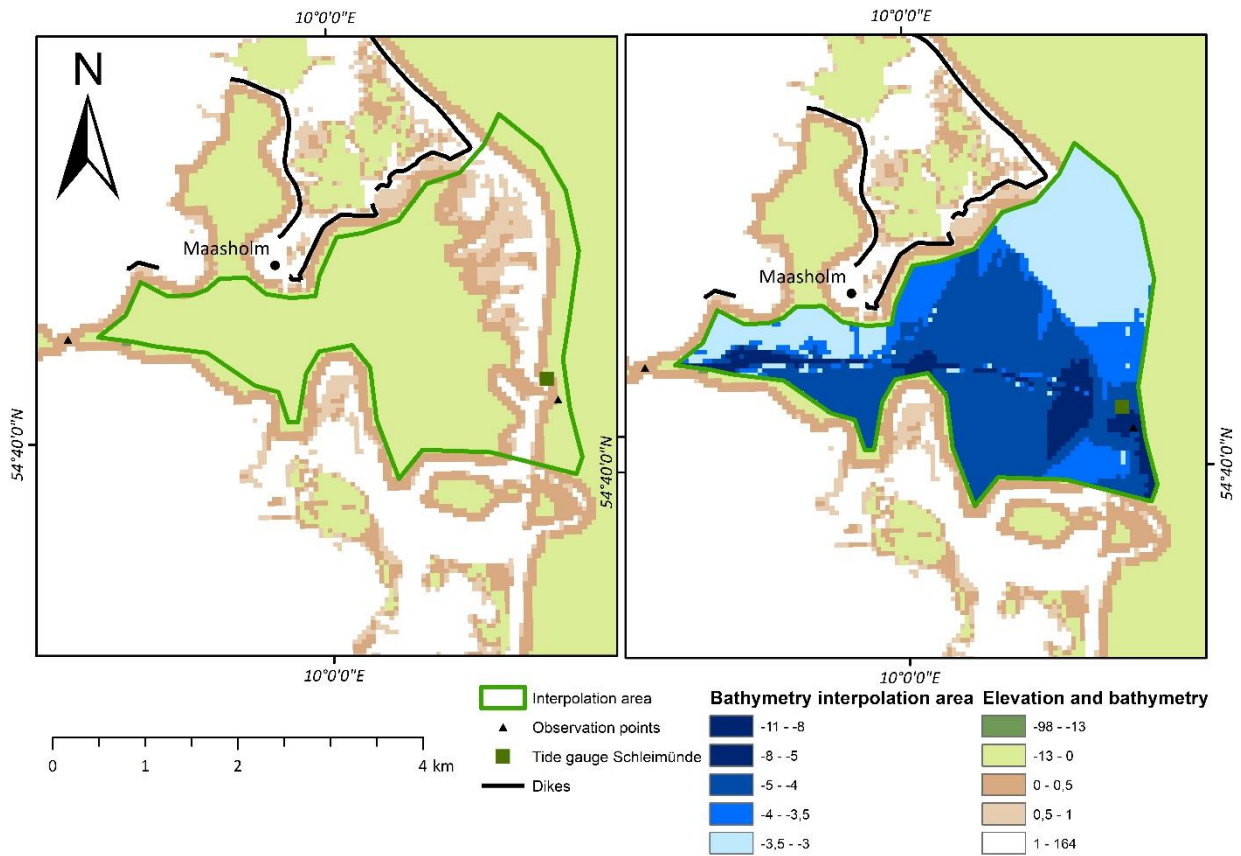 10°0'0"E
10°0'0"E
N
Maasholm
Maasholm
54°40'0"N
54°40'0"N
54°40'0"N
10°0'0"E
10°0'0"E
0 1 2 4 km
Interpolation area
Observation points
Tide gauge Schleimünde
Dikes
Bathymetry interpolation area
-11 - -8
-8 - -5
-5 - -4
-4 - -3,5
-3,5 - -3
Elevation and bathymetry
-98 - -13
-13 - 0
0 - 0,5
0,5 - 1
1 - 164